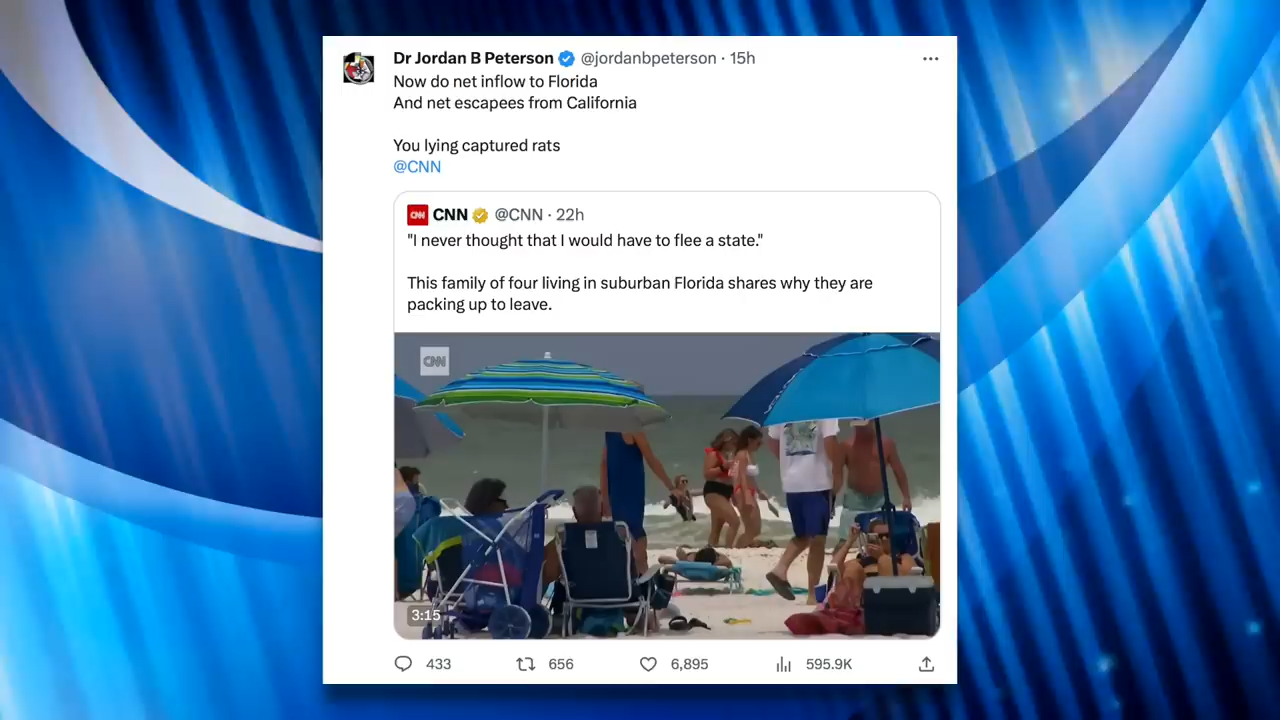 Dr Jordan B Peterson @jordanbpeterson · 15h
Now do net inflow to Florida
And net escapees from California
You lying captured rats
@CNN
CNN CNN @CNN · 22h
"I never thought that I would have to flee a state."
This family of four living in suburban Florida shares why they are
packing up to leave.
CNN
3:15
433 656 6,895 595.9K